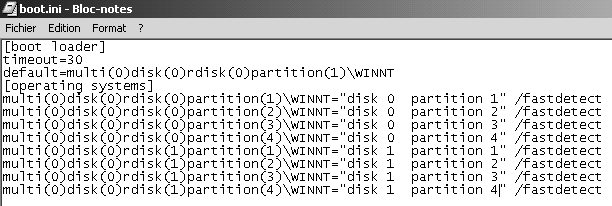 boot.ini - Bloc-notes
Fichier Edition Format ?
[boot loader]
timeout=30
default=multi(0)disk(0)rdisk(0)partition(1)\WINNT
[operating systems]
multi(0)disk(0)rdisk(0)partition(1)\WINNT="disk 0  partition 1" /fastdetect
multi(0)disk(0)rdisk(0)partition(2)\WINNT="disk 0  partition 2" /fastdetect
multi(0)disk(0)rdisk(0)partition(3)\WINNT="disk 0  partition 3" /fastdetect
multi(0)disk(0)rdisk(0)partition(4)\WINNT="disk 0  partition 4" /fastdetect
multi(0)disk(0)rdisk(1)partition(1)\WINNT="disk 1  partition 1" /fastdetect
multi(0)disk(0)rdisk(1)partition(2)\WINNT="disk 1  partition 2" /fastdetect
multi(0)disk(0)rdisk(1)partition(3)\WINNT="disk 1  partition 3" /fastdetect
multi(0)disk(0)rdisk(1)partition(4)\WINNT="disk 1  partition 4" /fastdetect